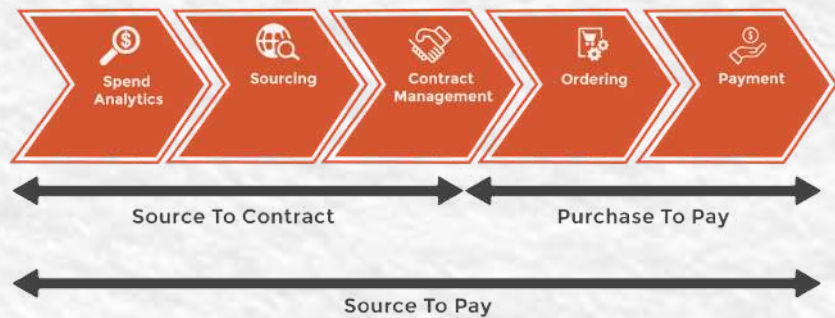 Spend
Analytics
Sourcing
Contract
Management
Ordering
Payment
Source To Contract
Purchase To Pay
Source To Pay